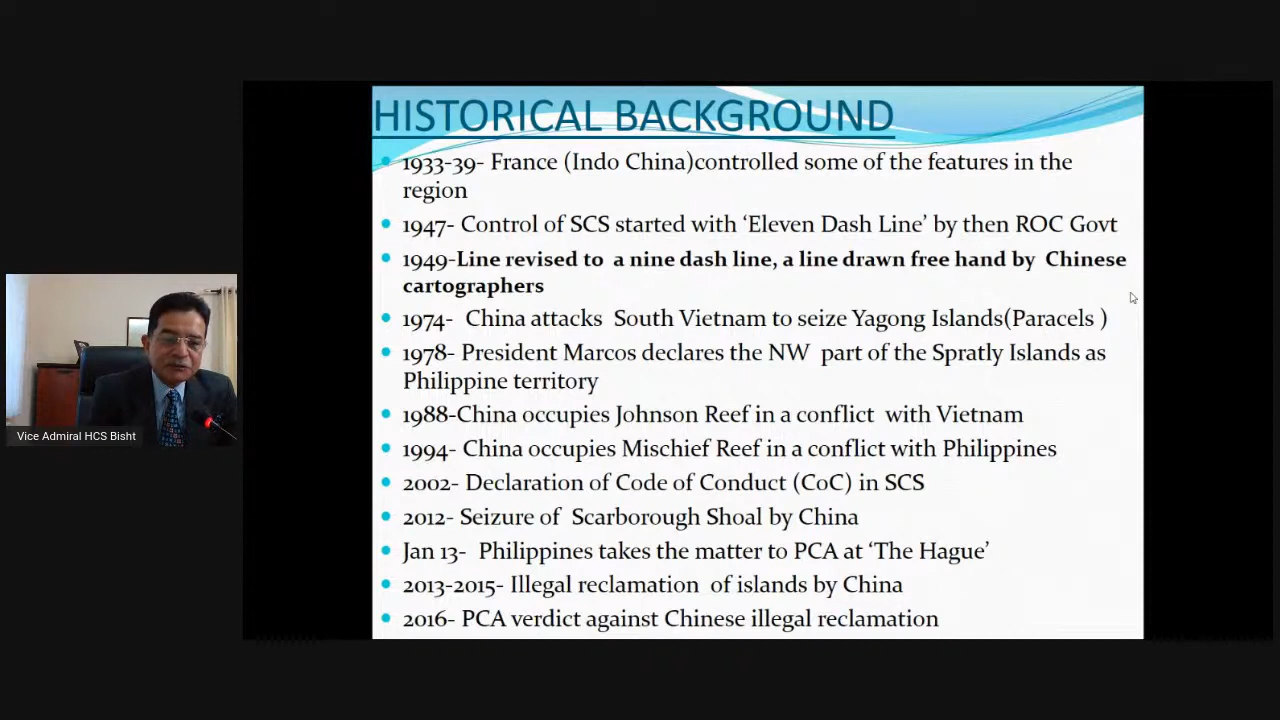 HISTORICAL BACKGROUND
1933-39- France (Indo China)controlled some of the features in the
region
1947- Control of SCS started with ‘Eleven Dash Line’ by then ROC Govt
1949-Line revised to a nine dash line, a line drawn free hand by Chinese
cartographers
1974- China attacks South Vietnam to seize Yagong Islands(Paracels )
1978- President Marcos declares the NW part of the Spratly Islands as
Philippine territory
1988-China occupies Johnson Reef in a conflict with Vietnam
1994- China occupies Mischief Reef in a conflict with Philippines
2002- Declaration of Code of Conduct (CoC) in SCS
2012- Seizure of Scarborough Shoal by China
Jan 13- Philippines takes the matter to PCA at ‘The Hague’
2013-2015- Illegal reclamation of islands by China
2016- PCA verdict against Chinese illegal reclamation
Vice Admiral HCS Bisht